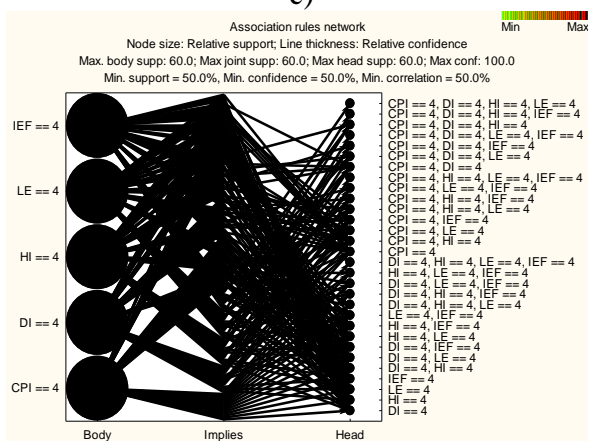 c)
Association rules network
Node size: Relative support; Line thickness: Relative confidence
Max. body supp: 60.0; Max joint supp: 60.0; Max head supp: 60.0; Max conf: 100.0
Min. support = 50.0%, Min. confidence = 50.0%, Min. correlation = 50.0%
Min Max
IEF == 4
LE == 4
HI == 4
DI == 4
CPI == 4
CPI == 4, DI == 4, HI == 4, LE == 4
CPI == 4, DI == 4, HI == 4, IEF == 4
CPI == 4, DI == 4, HI == 4
CPI == 4, DI == 4, LE == 4, IEF == 4
CPI == 4, DI == 4, IEF == 4
CPI == 4, DI == 4, LE == 4
CPI == 4, DI == 4
CPI == 4, HI == 4, LE == 4, IEF == 4
CPI == 4, LE == 4, IEF == 4
CPI == 4, HI == 4, IEF == 4
CPI == 4, HI == 4, LE == 4
CPI == 4, IEF == 4
CPI == 4, LE == 4
CPI == 4, HI == 4
CPI == 4
DI == 4, HI == 4, LE == 4, IEF == 4
HI == 4, LE == 4, IEF == 4
DI == 4, LE == 4, IEF == 4
DI == 4, HI == 4, IEF == 4
DI == 4, HI == 4, LE == 4
LE == 4, IEF == 4
HI == 4, IEF == 4
HI == 4, LE == 4
DI == 4, IEF == 4
DI == 4, LE == 4
DI == 4, HI == 4
IEF == 4
LE == 4
HI == 4
DI == 4
Body Implies Head